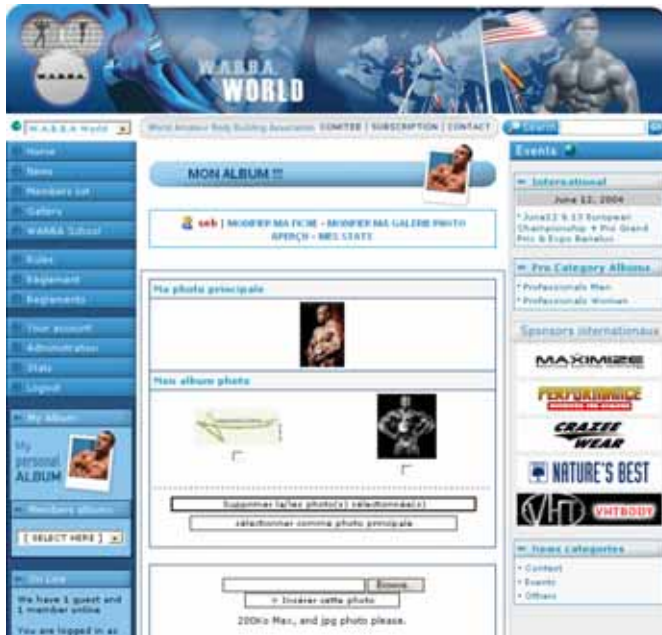 W.A.B.B.A.
W.A.B.B.A.
WORLD
W.A.B.B.A World
World Amateur Body Building Association COMITEE | SUBSCRIPTION | CONTACT
Search
Home
News
Members List
Gallery
WABBA School
Rules
Règlement
Reglements
Your account
Administration
Stats
Logout
My Album
My
personal
ALBUM
Members albums
[ SELECT HERE ]
On Line
We have 1 guest and
1 member online
You are logged in as
MON ALBUM !!!
seb | MODIFIER MA FICHE - MODIFIER MA GALERIE PHOTO
APERÇU - MES STATS
Ma photo principale
Mon album photo
Supprimer la/les photo(s) sélectionnée(s)
sélectionner comme photo principale
Browse
Insérer cette photo
200Ko Max, and jpg photo please.
Events
International
June 12, 2004
June12 & 13 European
Championship + Pro Grand
Prix & Expo Benelux
Pro Category Albums
Professionals Men
Professionals Woman
Sponsors internationaux
MAXIMIZE
PERFORMANCE
CRAZEE
WEAR
NATURE'S BEST
VHT VHTBODY
News categories
Contest
Events
Others